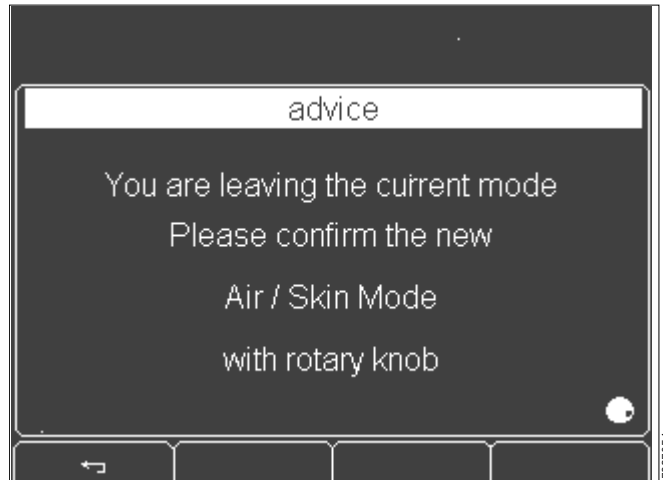 advice
You are leaving the current mode
Please confirm the new
Air / Skin Mode
with rotary knob